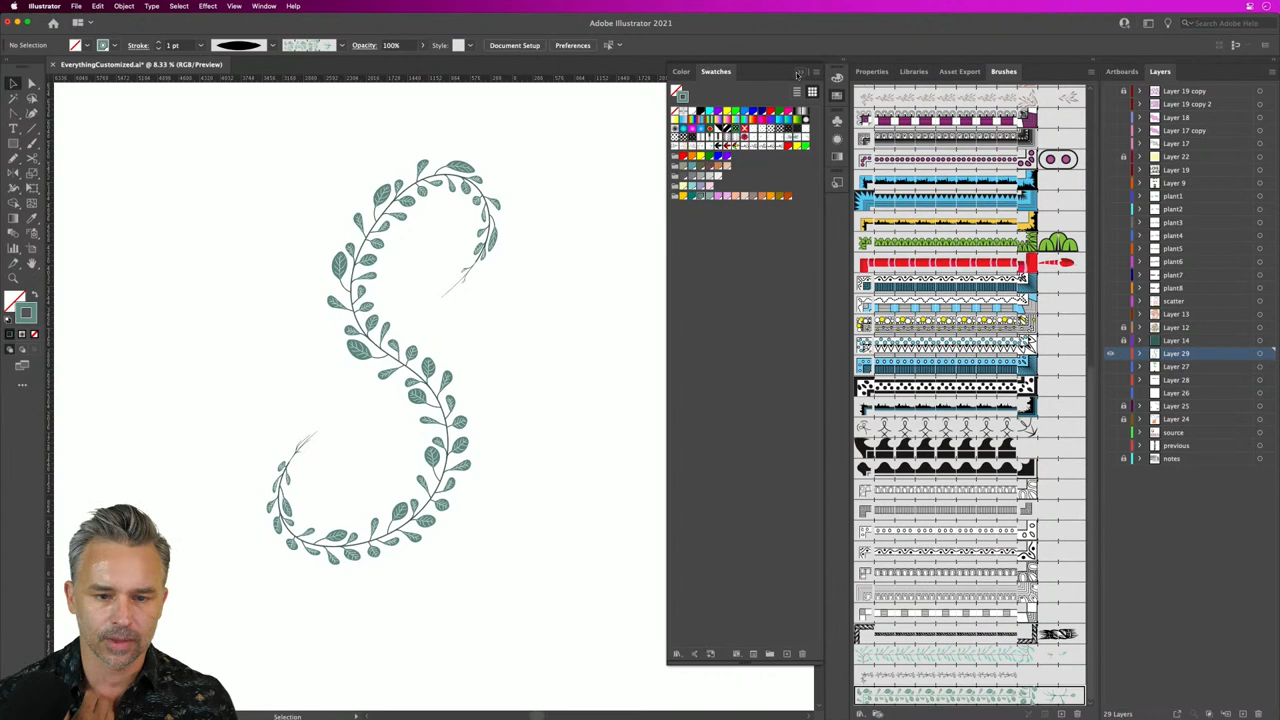 Illustrator File Edit Object Type Select Effect View Window Help
Adobe Illustrator 2021
Search Adobe Help
No Selection Stroke: 1 pt Opacity: 100% Style: Document Setup Preferences
EverythingCustomized.ai* @ 8.33 % (RGB/Preview)
Color Swatches
Properties Libraries Asset Export Brushes
Artboards Layers
Layer 19 copy
Layer 19 copy 2
Layer 18
Layer 17 copy
Layer 17
Layer 22
Layer 19
Layer 9
plant1
plant2
plant3
plant4
plant5
plant6
plant7
plant8
scatter
Layer 13
Layer 12
Layer 14
Layer 29
Layer 27
Layer 28
Layer 26
Layer 25
Layer 24
source
previous
notes
Selection
29 Layers